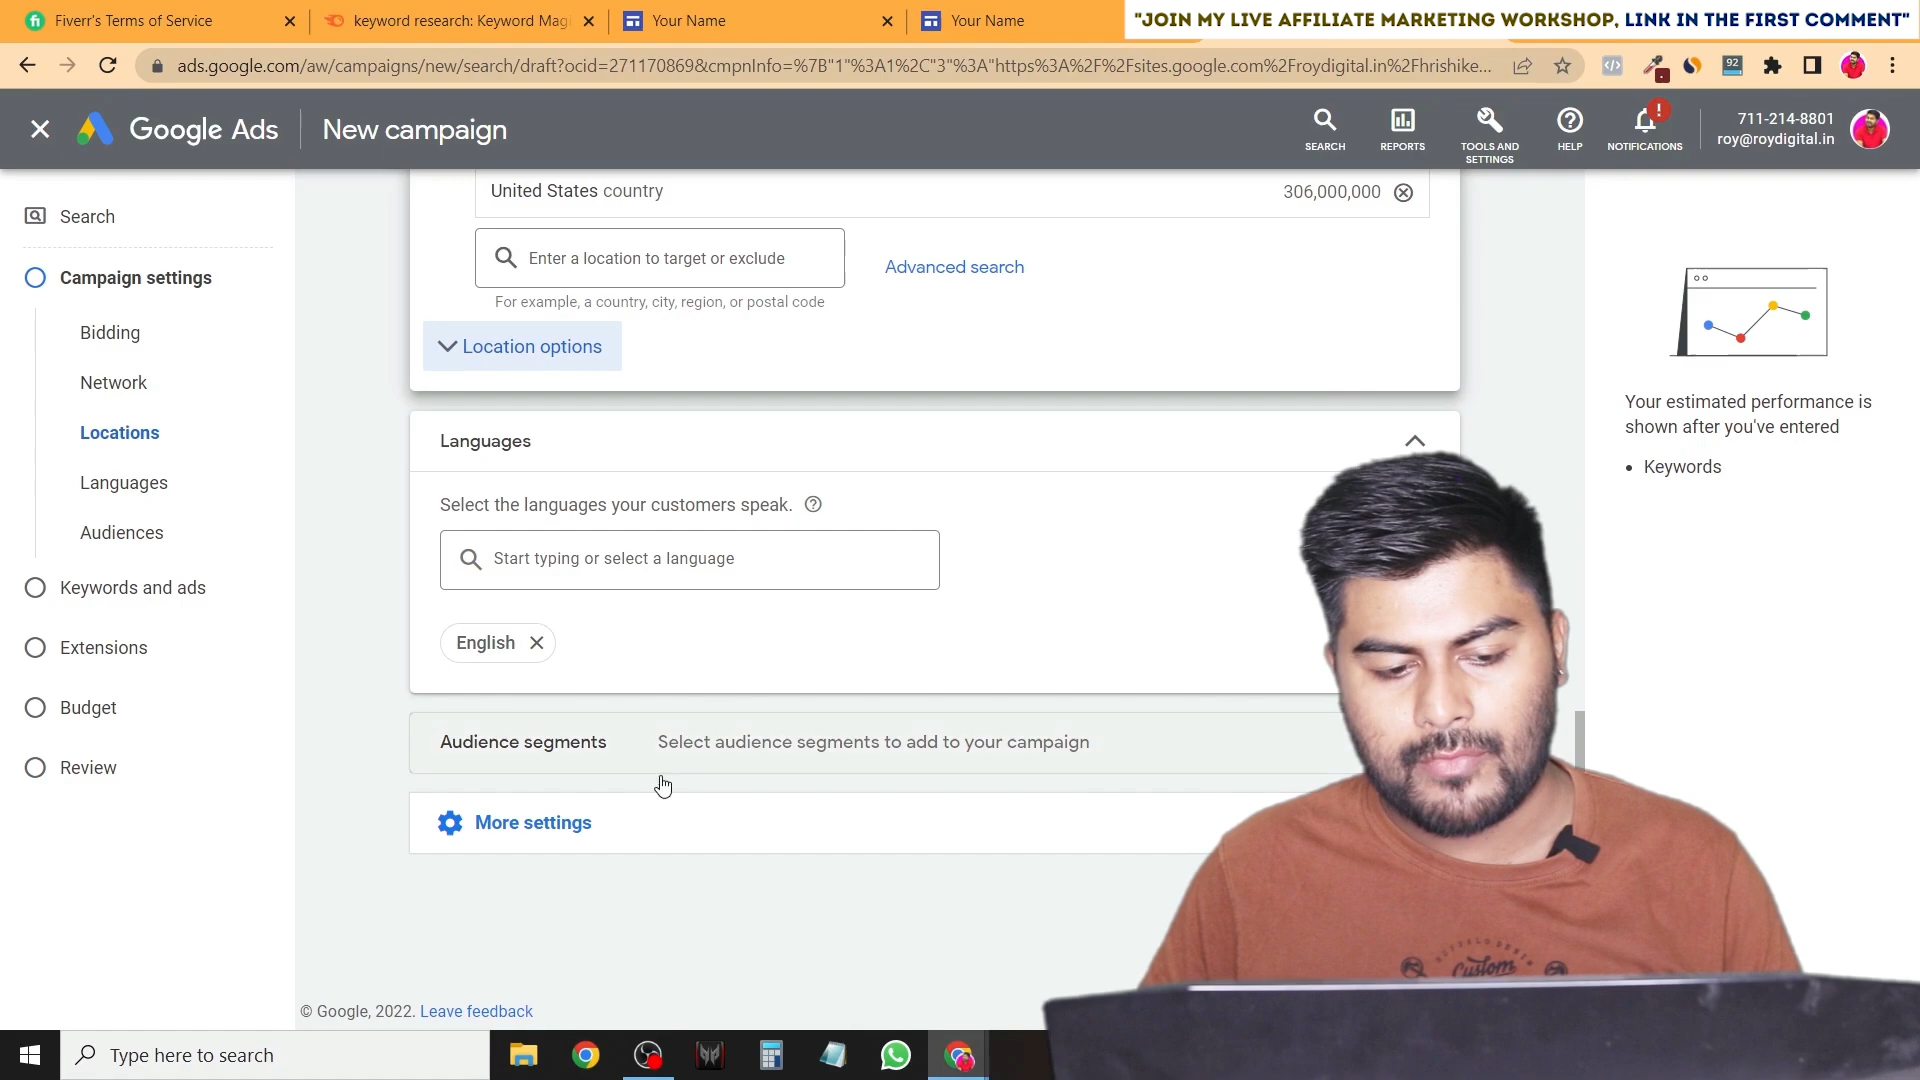 Fiverr's Terms of Service
keyword research: Keyword Magi
Your Name
Your Name
"JOIN MY LIVE AFFILIATE MARKETING WORKSHOP, LINK IN THE FIRST COMMENT"
ads.google.com/aw/campaigns/new/search/draft?ocid=271170869&cmpnInfo=%7B"1"%3A1%2C"3"%3A"https%3A%2F%2Fsites.google.com%2Froydigital.in%2Fhrishike...
92
Google Ads
New campaign
SEARCH
REPORTS
TOOLS AND
SETTINGS
HELP
NOTIFICATIONS
711-214-8801
roy@roydigital.in
Search
Campaign settings
Bidding
Network
Locations
Languages
Audiences
Keywords and ads
Extensions
Budget
Review
United States country
306,000,000
Enter a location to target or exclude
Advanced search
For example, a country, city, region, or postal code
Location options
Languages
Select the languages your customers speak.
Start typing or select a language
English
Audience segments
Select audience segments to add to your campaign
More settings
Your estimated performance is
shown after you've entered
• Keywords
Custom
© Google, 2022. Leave feedback
Type here to search